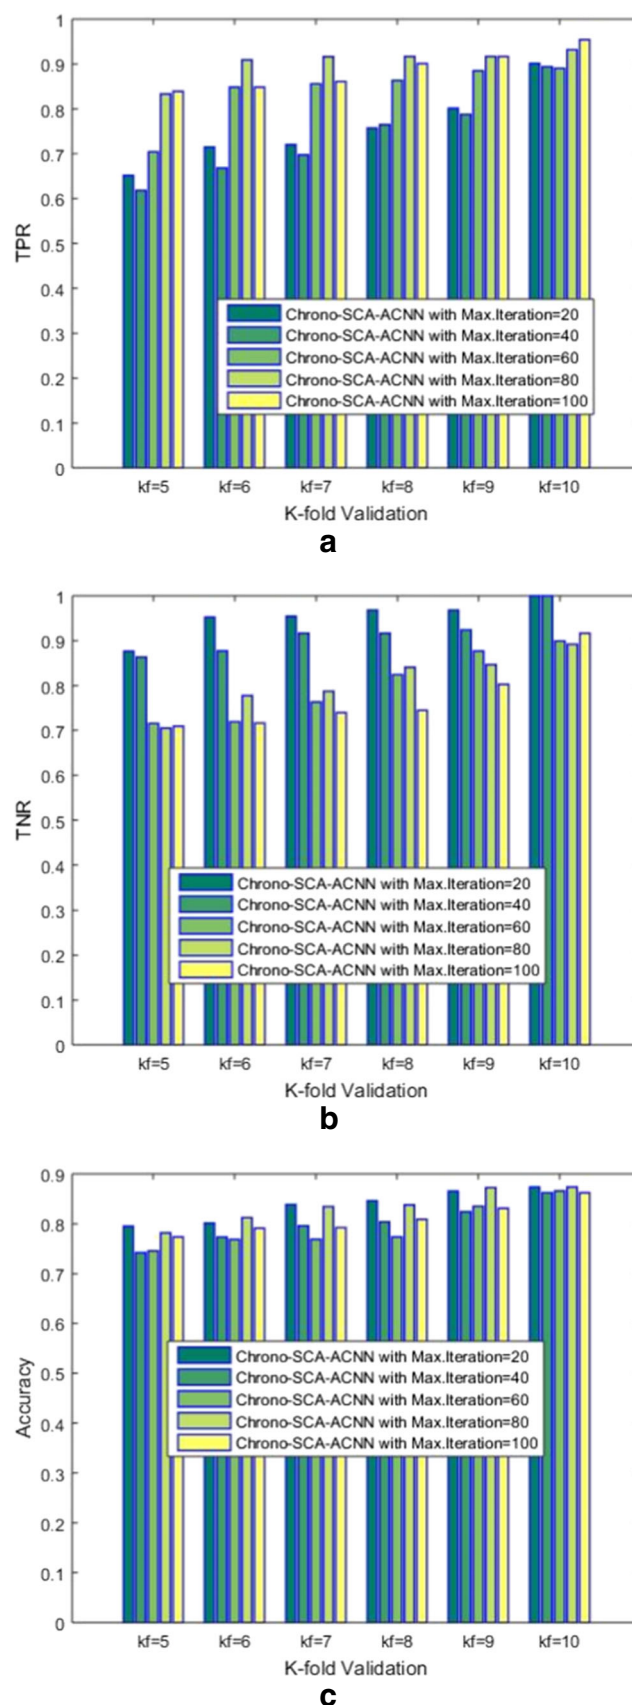 1
0.9
0.8
0.7
0.6
0.5
0.4
0.3
0.2
0.1
0
TPR
Chrono-SCA-ACNN with Max.Iteration=20
Chrono-SCA-ACNN with Max.Iteration=40
Chrono-SCA-ACNN with Max.Iteration=60
Chrono-SCA-ACNN with Max.Iteration=80
Chrono-SCA-ACNN with Max.Iteration=100
kf=5 kf=6 kf=7 kf=8 kf=9 kf=10
K-fold Validation
a
1
0.9
0.8
0.7
0.6
0.5
0.4
0.3
0.2
0.1
0
TNR
Chrono-SCA-ACNN with Max.Iteration=20
Chrono-SCA-ACNN with Max.Iteration=40
Chrono-SCA-ACNN with Max.Iteration=60
Chrono-SCA-ACNN with Max.Iteration=80
Chrono-SCA-ACNN with Max.Iteration=100
kf=5 kf=6 kf=7 kf=8 kf=9 kf=10
K-fold Validation
b
0.9
0.8
0.7
0.6
0.5
0.4
0.3
0.2
0.1
0
Accuracy
Chrono-SCA-ACNN with Max.Iteration=20
Chrono-SCA-ACNN with Max.Iteration=40
Chrono-SCA-ACNN with Max.Iteration=60
Chrono-SCA-ACNN with Max.Iteration=80
Chrono-SCA-ACNN with Max.Iteration=100
kf=5 kf=6 kf=7 kf=8 kf=9 kf=10
K-fold Validation
c